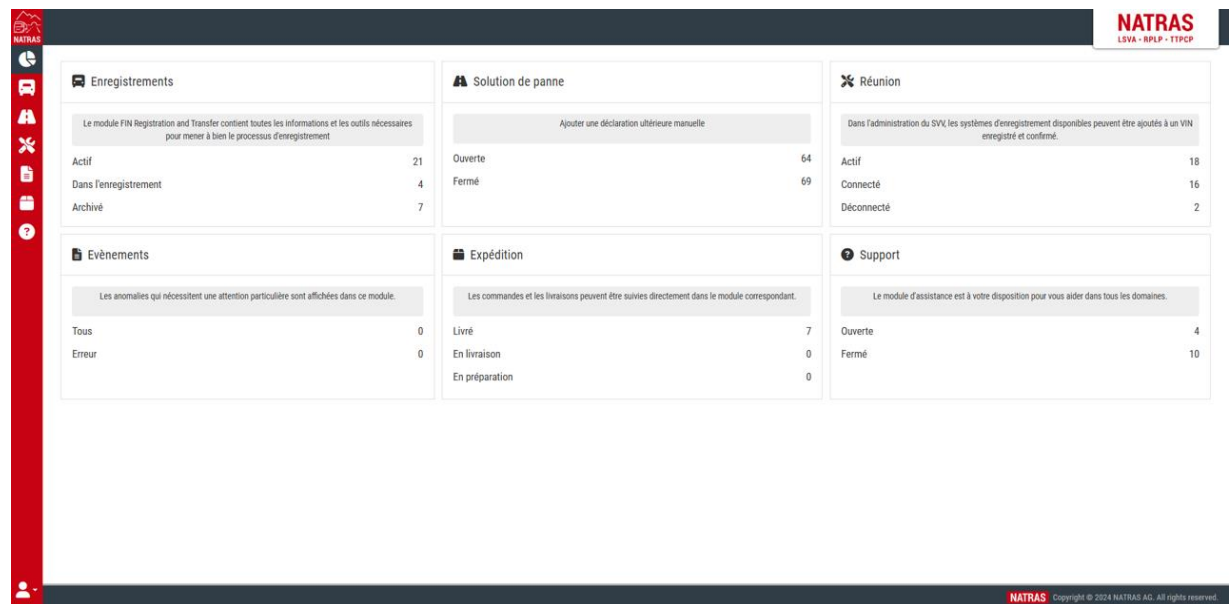 NATRAS
NATRAS
LSVA - RPLP - TTPCP
Enregistrements
Le module FIN Registration and Transfer contient toutes les informations et les outils nécessaires
pour mener à bien le processus d'enregistrement
Actif 21
Dans l'enregistrement 4
Archivé 7
Solution de panne
Ajouter une déclaration ultérieure manuelle
Ouverte 64
Fermé 69
Réunion
Dans l'administration du SVV, les systèmes d'enregistrement disponibles peuvent être ajoutés à un VIN
enregistré et confirmé.
Actif 18
Connecté 16
Déconnecté 2
Evènements
Les anomalies qui nécessitent une attention particulière sont affichées dans ce module.
Tous 0
Erreur 0
Expédition
Les commandes et les livraisons peuvent être suivies directement dans le module correspondant.
Livré 7
En livraison 0
En préparation 0
Support
Le module d'assistance est à votre disposition pour vous aider dans tous les domaines.
Ouverte 4
Fermé 10
NATRAS Copyright © 2024 NATRAS AG. All rights reserved.